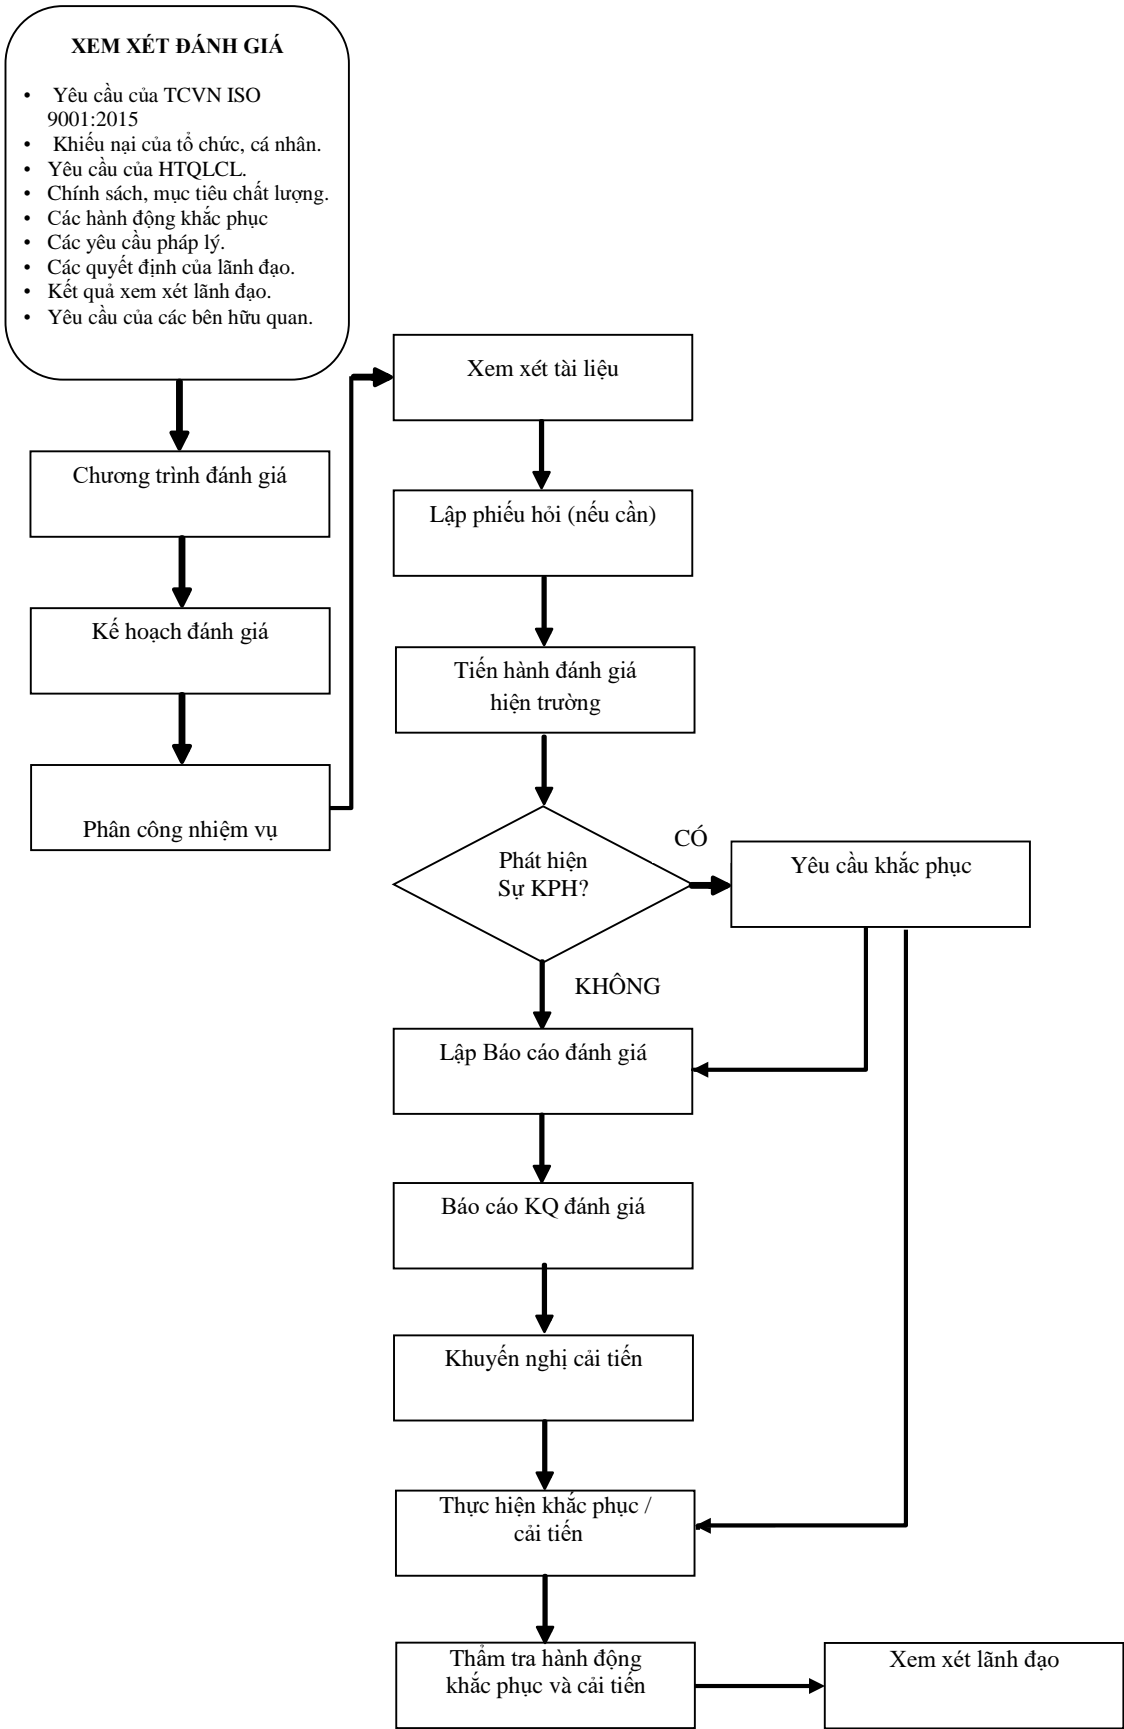 XEM XÉT ĐÁNH GIÁ
• Yêu cầu của TCVN ISO
9001:2015
• Khiếu nại của tổ chức, cá nhân.
• Yêu cầu của HTQLCL.
• Chính sách, mục tiêu chất lượng.
• Các hành động khắc phục
• Các yêu cầu pháp lý.
• Các quyết định của lãnh đạo.
• Kết quả xem xét lãnh đạo.
• Yêu cầu của các bên hữu quan.
Chương trình đánh giá
Kế hoạch đánh giá
Phân công nhiệm vụ
Xem xét tài liệu
Lập phiếu hỏi (nếu cần)
Tiến hành đánh giá
hiện trường
Phát hiện
Sự KPH?
CÓ
Yêu cầu khắc phục
KHÔNG
Lập Báo cáo đánh giá
Báo cáo KQ đánh giá
Khuyến nghị cải tiến
Thực hiện khắc phục /
cải tiến
Thẩm tra hành động
khắc phục và cải tiến
Xem xét lãnh đạo